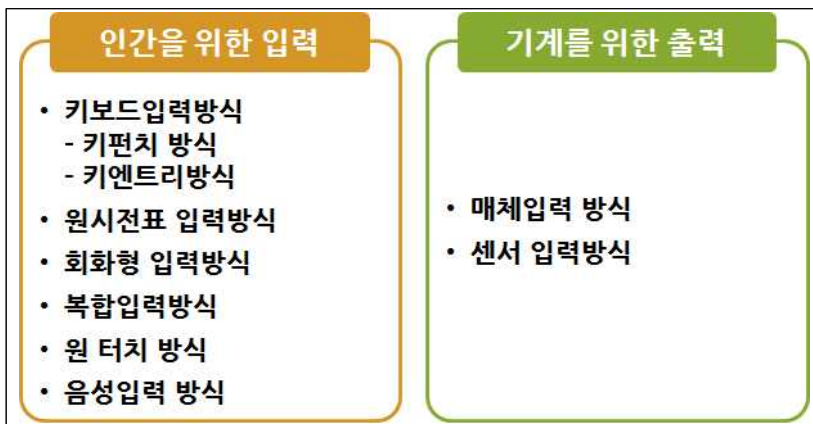 인간을 위한 입력
• 키보드입력방식
- 키펀치 방식
- 키엔트리방식
• 원시전표 입력방식
• 회화형 입력방식
• 복합입력방식
• 원 터치 방식
• 음성입력 방식
기계를 위한 출력
• 매체입력 방식
• 센서 입력방식